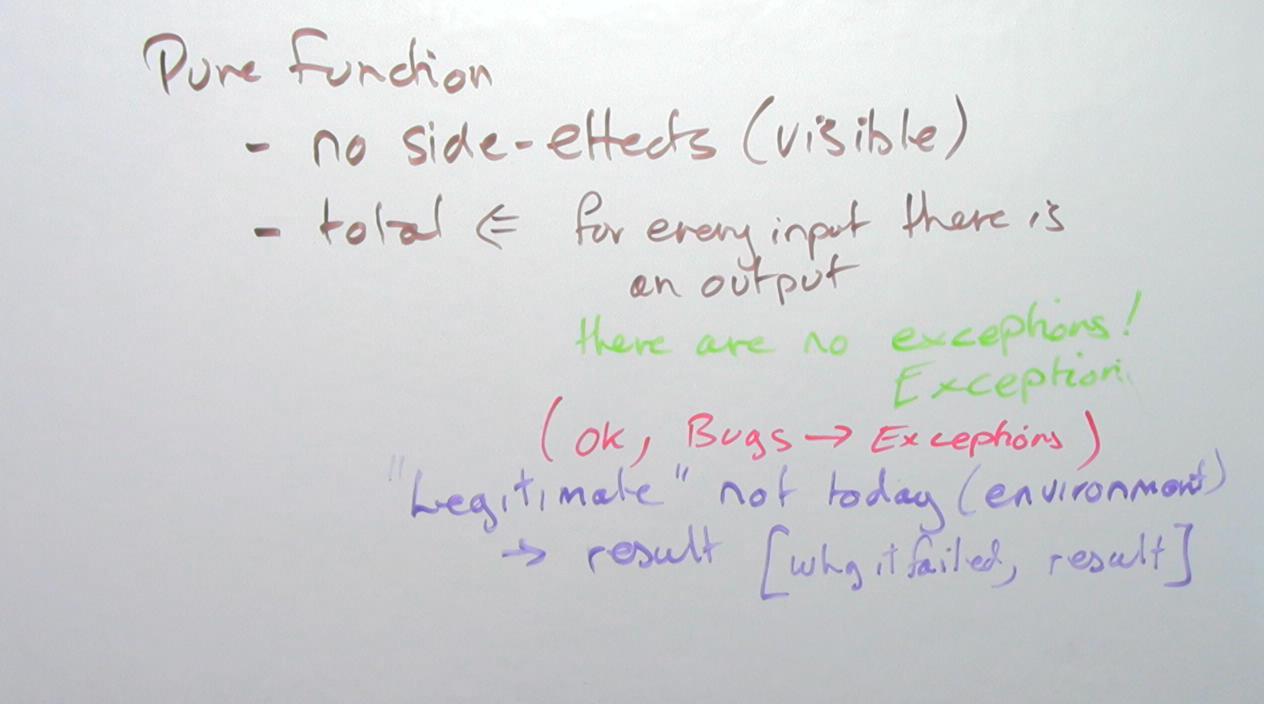 Pure function
- no side-effects (visible)
- total ⇐ for every input there is
an output
there are no exceptions!
Exception
(OK, Bugs → Exceptions)
"Legitimate" not today (environment)
→ result [why it failed, result]